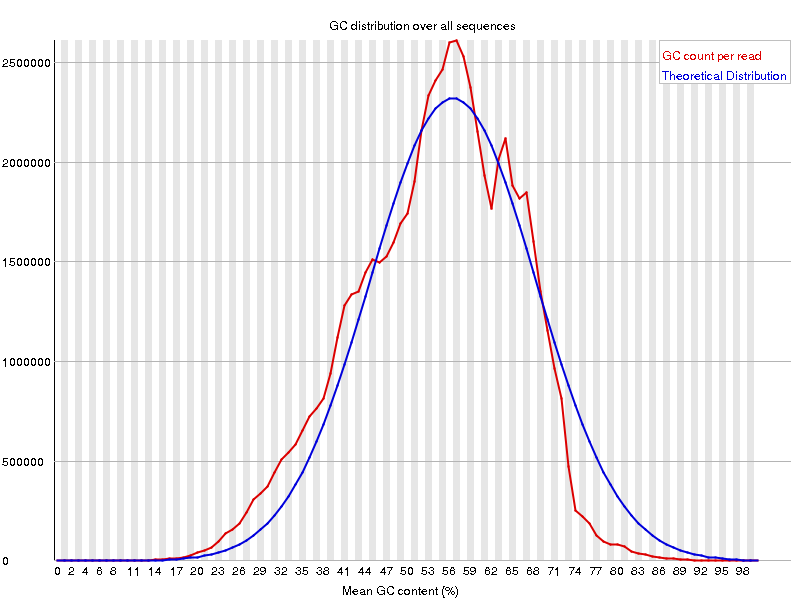 GC distribution over all sequences
GC count per read
Theoretical Distribution
2500000
2000000
1500000
1000000
500000
0
0 2 4 6 8 11 14 17 20 23 26 29 32 35 38 41 44 47 50 53 56 59 62 65 68 71 74 77 80 83 86 89 92 95 98
Mean GC content (%)